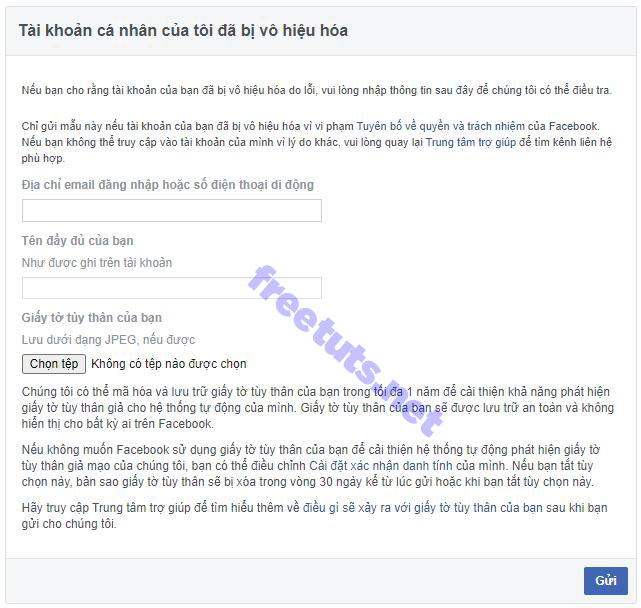 Tài khoản cá nhân của tôi đã bị vô hiệu hóa
Nếu bạn cho rằng tài khoản của bạn đã bị vô hiệu hóa do lỗi, vui lòng nhập thông tin sau đây để chúng tôi có thể điều tra.
Chỉ gửi mẫu này nếu tài khoản của bạn đã bị vô hiệu hóa vì vi phạm Tuyên bố về quyền và trách nhiệm của Facebook.
Nếu bạn không thể truy cập vào tài khoản của mình vì lý do khác, vui lòng quay lại Trung tâm trợ giúp để tìm kênh liên hệ
phù hợp.
Địa chỉ email đăng nhập hoặc số điện thoại di động
Tên đầy đủ của bạn
Như được ghi trên tài khoản
Giấy tờ tùy thân của bạn
Lưu dưới dạng JPEG, nếu được
Chọn tệp Không có tệp nào được chọn
Chúng tôi có thể mã hóa và lưu trữ giấy tờ tùy thân của bạn trong tối đa 1 năm để cải thiện khả năng phát hiện
giấy tờ tùy thân giả cho hệ thống tự động của mình. Giấy tờ tùy thân của bạn sẽ được lưu trữ an toàn và không
hiển thị cho bất kỳ ai trên Facebook.
Nếu không muốn Facebook sử dụng giấy tờ tùy thân của bạn để cải thiện hệ thống tự động phát hiện giấy tờ
tùy thân giả mạo của chúng tôi, bạn có thể điều chỉnh Cài đặt xác nhận danh tính của mình. Nếu bạn tắt tùy
chọn này, bản sao giấy tờ tùy thân sẽ bị xóa trong vòng 30 ngày kể từ lúc gửi hoặc khi bạn tắt tùy chọn này.
Hãy truy cập Trung tâm trợ giúp để tìm hiểu thêm về điều gì sẽ xảy ra với giấy tờ tùy thân của bạn sau khi bạn
gửi cho chúng tôi.
Gửi
freetuts.net